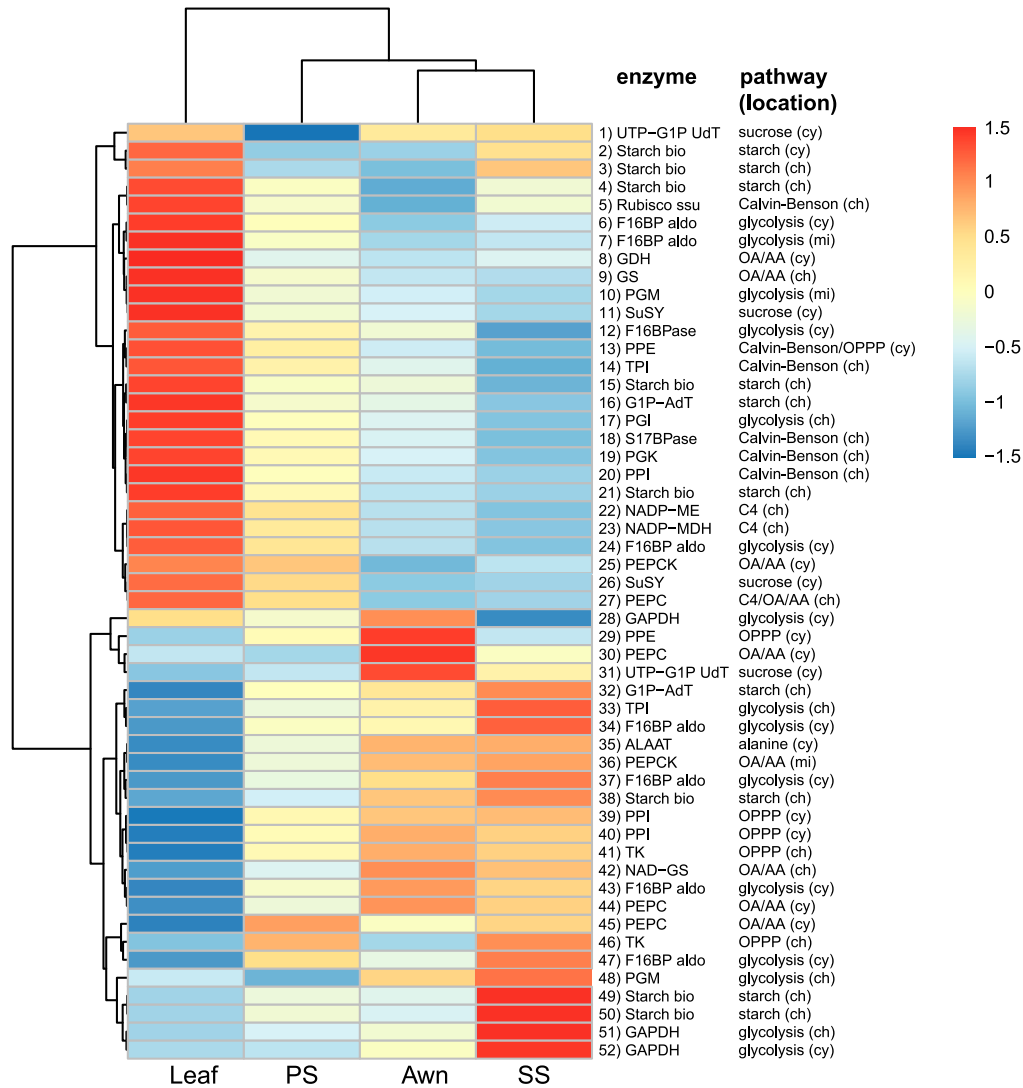 enzyme pathway
(location)
1) UTP−G1P UdT sucrose (cy)
2) Starch bio starch (cy)
3) Starch bio starch (ch)
4) Starch bio starch (ch)
5) Rubisco ssu Calvin-Benson (ch)
6) F16BP aldo glycolysis (cy)
7) F16BP aldo glycolysis (mi)
8) GDH OA/AA (cy)
9) GS OA/AA (ch)
10) PGM glycolysis (mi)
11) SuSY sucrose (cy)
12) F16BPase glycolysis (cy)
13) PPE Calvin-Benson/OPPP (cy)
14) TPI Calvin-Benson (ch)
15) Starch bio starch (ch)
16) G1P−AdT starch (ch)
17) PGI glycolysis (ch)
18) S17BPase Calvin-Benson (ch)
19) PGK Calvin-Benson (ch)
20) PPI Calvin-Benson (ch)
21) Starch bio starch (ch)
22) NADP−ME C4 (ch)
23) NADP−MDH C4 (ch)
24) F16BP aldo glycolysis (cy)
25) PEPCK OA/AA (cy)
26) SuSY sucrose (cy)
27) PEPC C4/OA/AA (ch)
28) GAPDH glycolysis (cy)
29) PPE OPPP (cy)
30) PEPC OA/AA (cy)
31) UTP-G1P UdT sucrose (cy)
32) G1P−AdT starch (ch)
33) TPI glycolysis (ch)
34) F16BP aldo glycolysis (cy)
35) ALAAT alanine (cy)
36) PEPCK OA/AA (mi)
37) F16BP aldo glycolysis (cy)
38) Starch bio starch (ch)
39) PPI OPPP (cy)
40) PPI OPPP (cy)
41) TK OPPP (ch)
42) NAD−GS OA/AA (ch)
43) F16BP aldo glycolysis (cy)
44) PEPC OA/AA (cy)
45) PEPC OA/AA (cy)
46) TK OPPP (ch)
47) F16BP aldo glycolysis (cy)
48) PGM glycolysis (ch)
49) Starch bio starch (ch)
50) Starch bio starch (ch)
51) GAPDH glycolysis (ch)
52) GAPDH glycolysis (cy)
Leaf PS Awn SS
1.5
1
0.5
0
−0.5
−1
−1.5